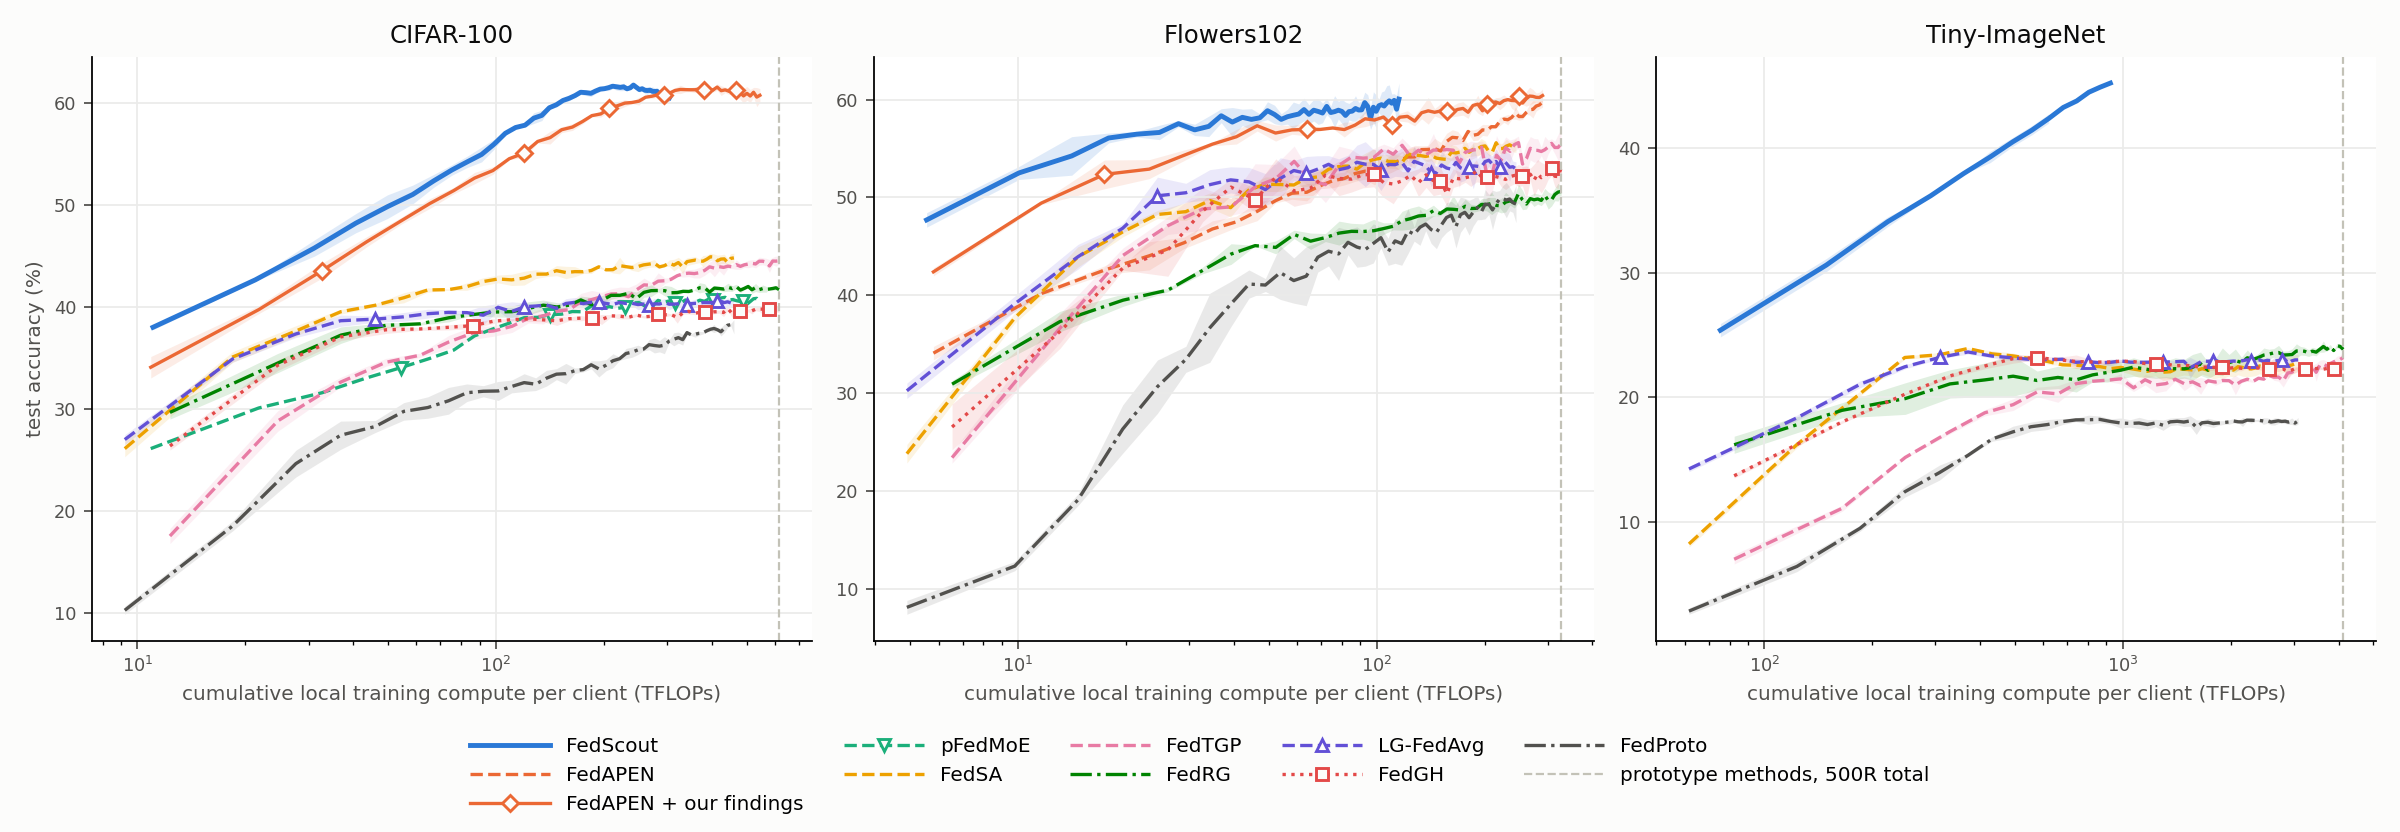 CIFAR-100
Flowers102
Tiny-ImageNet
test accuracy (%)
60
50
40
30
20
10
60
50
40
30
20
10
40
30
20
10
10¹
10²
10¹
10²
10²
10³
cumulative local training compute per client (TFLOPs)
cumulative local training compute per client (TFLOPs)
cumulative local training compute per client (TFLOPs)
FedScout
FedAPEN
FedAPEN + our findings
pFedMoE
FedSA
FedTGP
FedRG
LG-FedAvg
FedGH
FedProto
prototype methods, 500R total